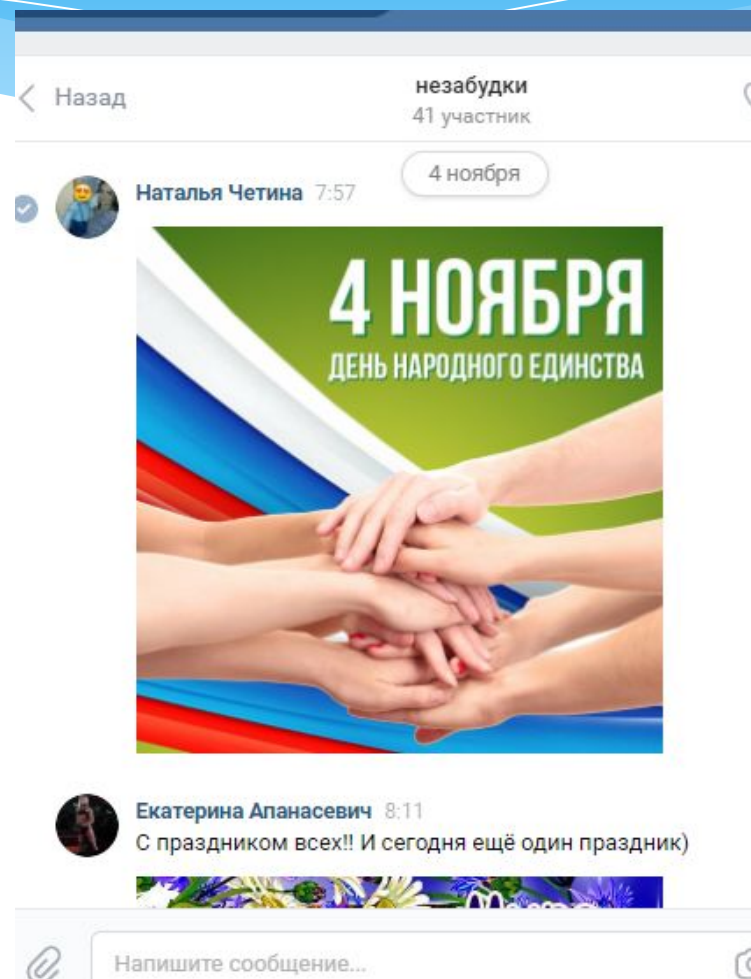 Назад
незабудки
41 участник
4 ноября
Наталья Четина 7:57
4 НОЯБРЯ
ДЕНЬ НАРОДНОГО ЕДИНСТВА
Екатерина Апанасевич 8:11
С праздником всех!! И сегодня ещё один праздник)
Напишите сообщение...